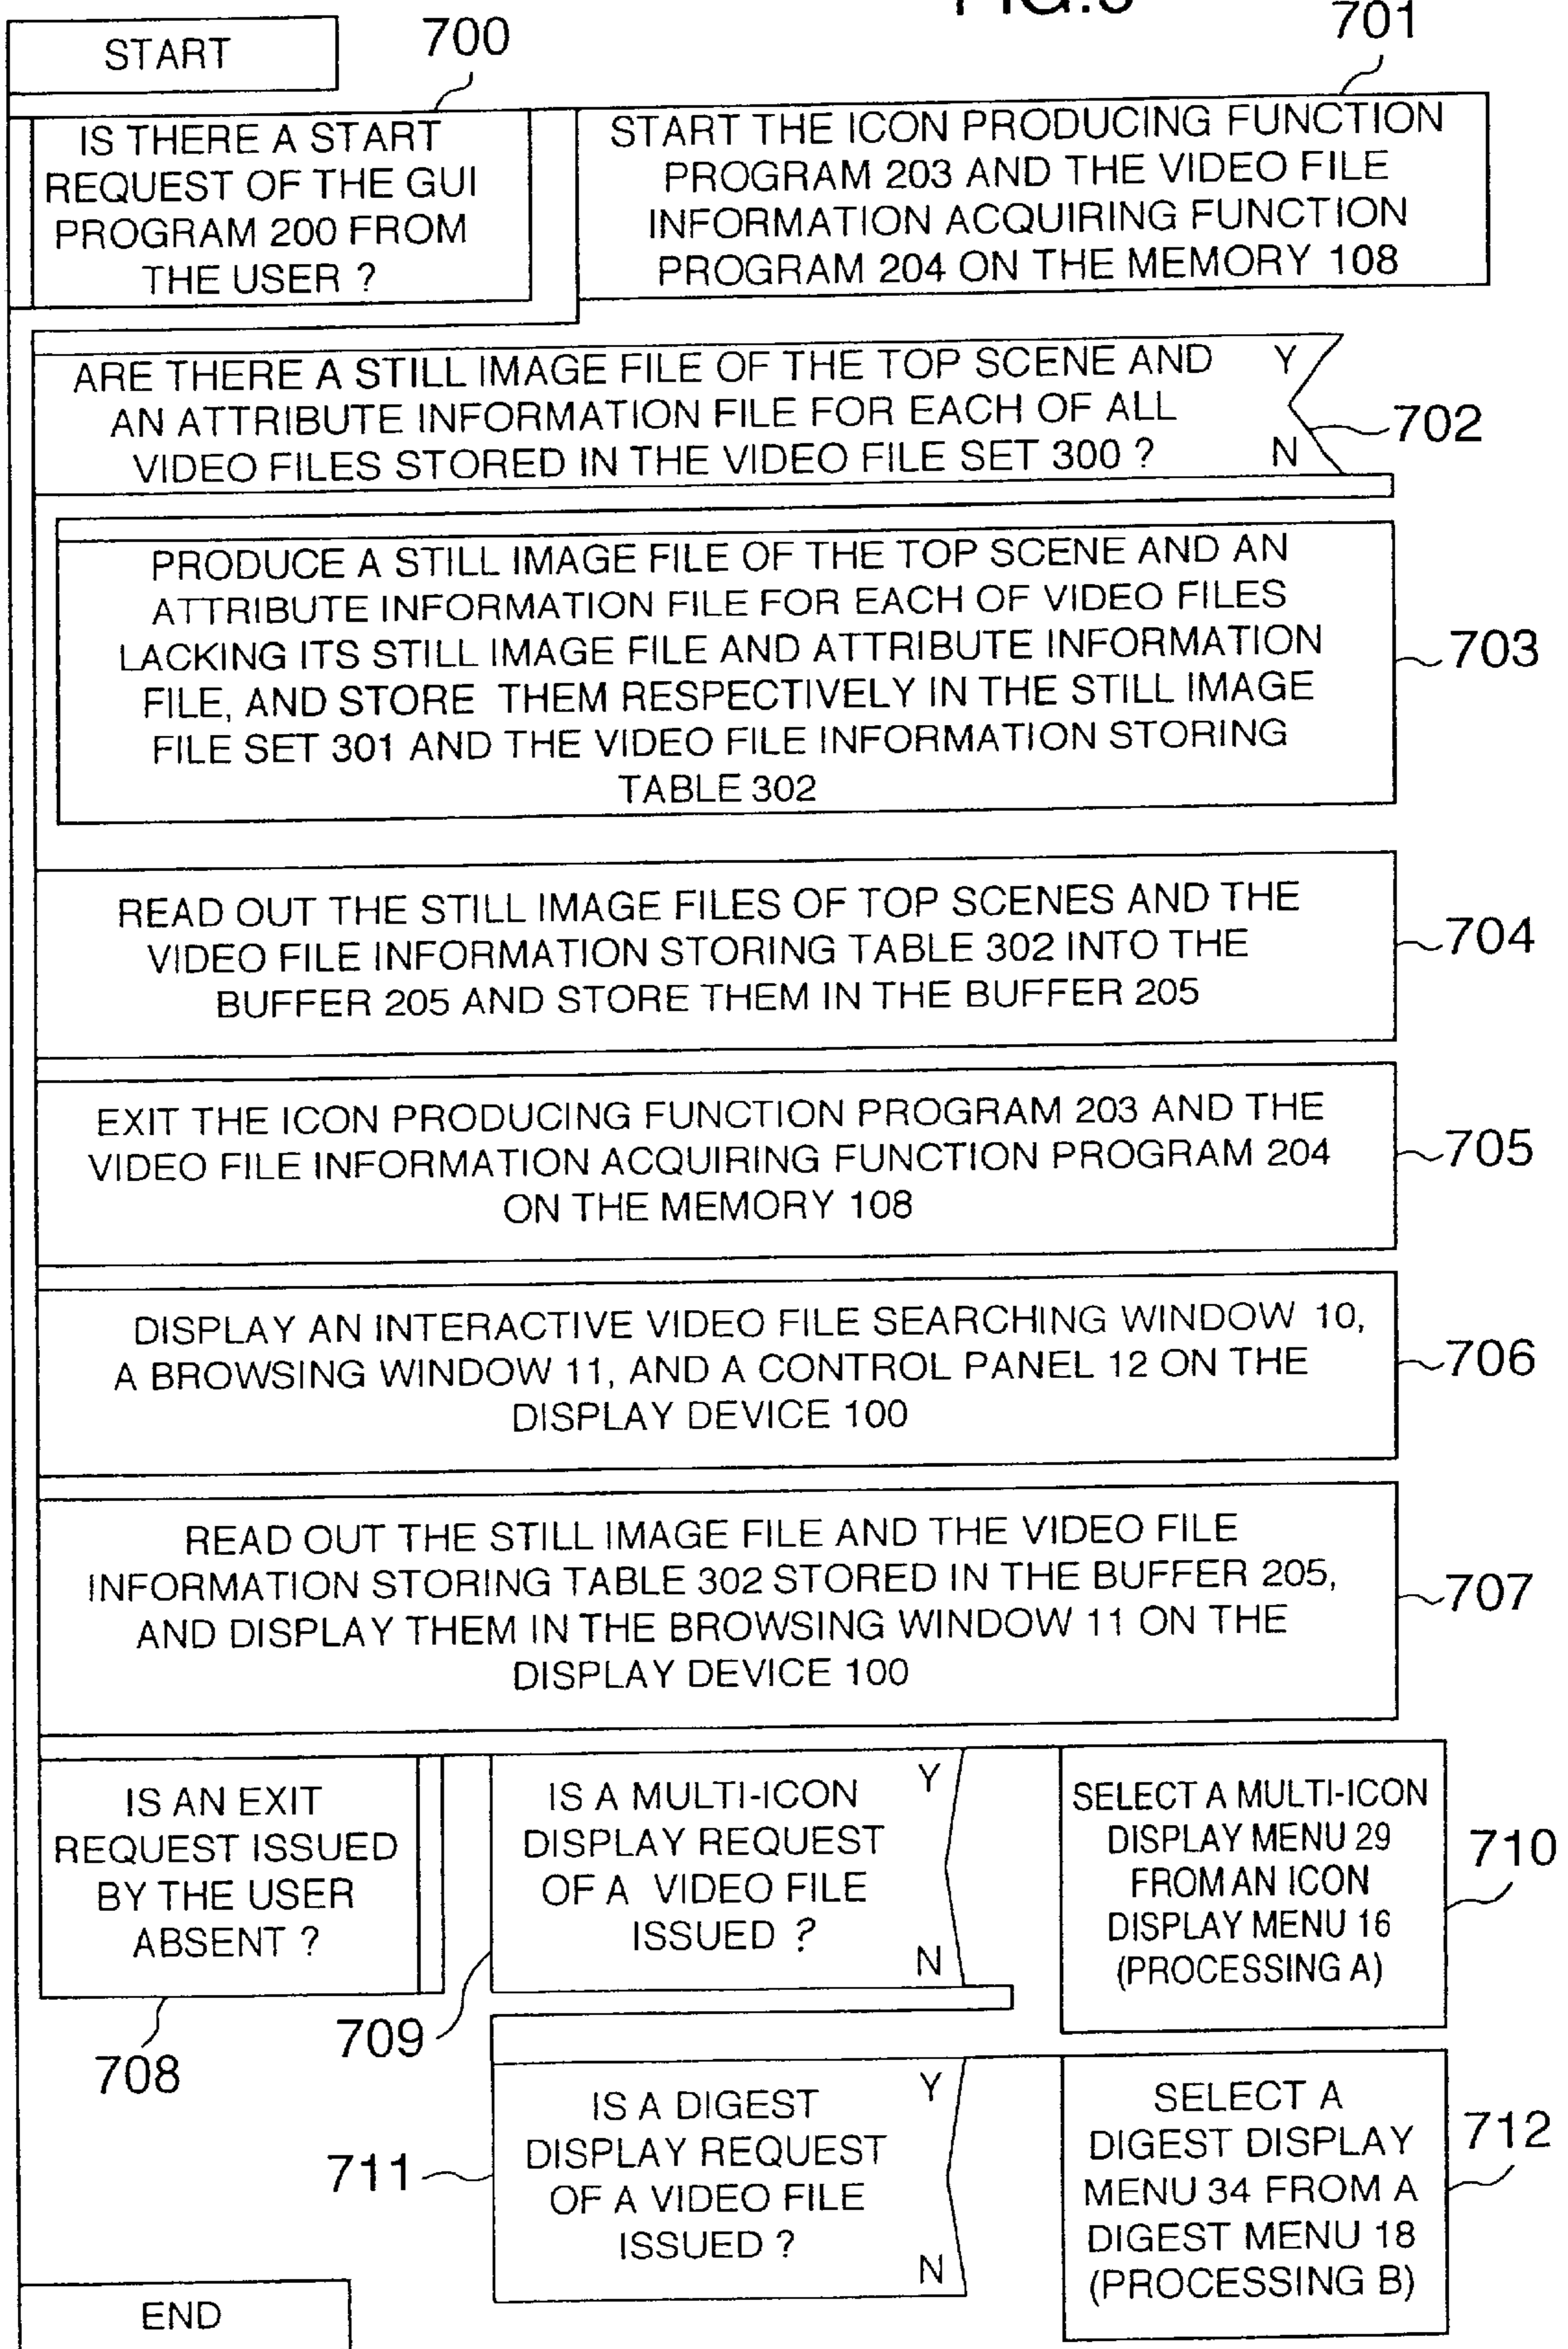 START
700
701
IS THERE A START
REQUEST OF THE GUI
PROGRAM 200 FROM
THE USER ?
START THE ICON PRODUCING FUNCTION
PROGRAM 203 AND THE VIDEO FILE
INFORMATION ACQUIRING FUNCTION
PROGRAM 204 ON THE MEMORY 108
ARE THERE A STILL IMAGE FILE OF THE TOP SCENE AND
AN ATTRIBUTE INFORMATION FILE FOR EACH OF ALL
VIDEO FILES STORED IN THE VIDEO FILE SET 300 ?
Y
N
702
PRODUCE A STILL IMAGE FILE OF THE TOP SCENE AND AN
ATTRIBUTE INFORMATION FILE FOR EACH OF VIDEO FILES
LACKING ITS STILL IMAGE FILE AND ATTRIBUTE INFORMATION
FILE, AND STORE THEM RESPECTIVELY IN THE STILL IMAGE
FILE SET 301 AND THE VIDEO FILE INFORMATION STORING
TABLE 302
703
READ OUT THE STILL IMAGE FILES OF TOP SCENES AND THE
VIDEO FILE INFORMATION STORING TABLE 302 INTO THE
BUFFER 205 AND STORE THEM IN THE BUFFER 205
704
EXIT THE ICON PRODUCING FUNCTION PROGRAM 203 AND THE
VIDEO FILE INFORMATION ACQUIRING FUNCTION PROGRAM 204
ON THE MEMORY 108
705
DISPLAY AN INTERACTIVE VIDEO FILE SEARCHING WINDOW 10,
A BROWSING WINDOW 11, AND A CONTROL PANEL 12 ON THE
DISPLAY DEVICE 100
706
READ OUT THE STILL IMAGE FILE AND THE VIDEO FILE
INFORMATION STORING TABLE 302 STORED IN THE BUFFER 205,
AND DISPLAY THEM IN THE BROWSING WINDOW 11 ON THE
DISPLAY DEVICE 100
707
IS AN EXIT
REQUEST ISSUED
BY THE USER
ABSENT ?
708
IS A MULTI-ICON
DISPLAY REQUEST
OF A VIDEO FILE
ISSUED ?
Y
N
709
SELECT A MULTI-ICON
DISPLAY MENU 29
FROM AN ICON
DISPLAY MENU 16
(PROCESSING A)
710
IS A DIGEST
DISPLAY REQUEST
OF A VIDEO FILE
ISSUED ?
Y
N
711
SELECT A
DIGEST DISPLAY
MENU 34 FROM A
DIGEST MENU 18
(PROCESSING B)
712
END